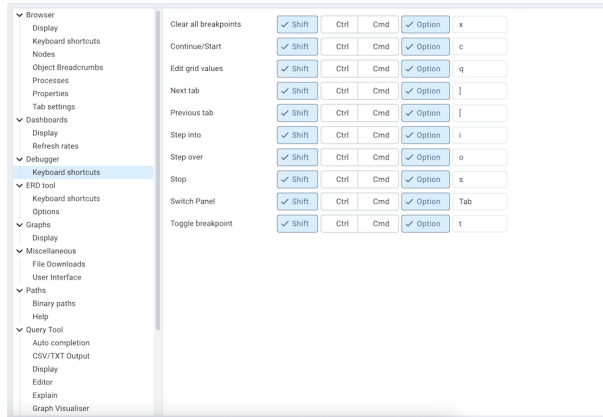 Browser
Display
Keyboard shortcuts
Nodes
Object Breadcrumbs
Processes
Properties
Tab settings
Dashboards
Display
Refresh rates
Debugger
Keyboard shortcuts
ERD tool
Keyboard shortcuts
Options
Graphs
Display
Miscellaneous
File Downloads
User Interface
Paths
Binary paths
Help
Query Tool
Auto completion
CSV/TXT Output
Display
Editor
Explain
Graph Visualiser
Clear all breakpoints Shift Ctrl Cmd Option x
Continue/Start Shift Ctrl Cmd Option c
Edit grid values Shift Ctrl Cmd Option q
Next tab Shift Ctrl Cmd Option ]
Previous tab Shift Ctrl Cmd Option [
Step into Shift Ctrl Cmd Option i
Step over Shift Ctrl Cmd Option o
Stop Shift Ctrl Cmd Option s
Switch Panel Shift Ctrl Cmd Option Tab
Toggle breakpoint Shift Ctrl Cmd Option t